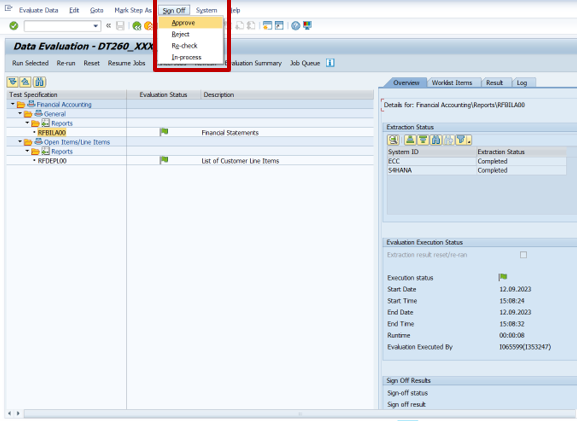 Evaluate Data Edit Goto Mark Step As Sign Off System Help
Approve
Reject
Re-check
In-process
Data Evaluation - DT260_XXX
Run Selected Re-run Reset Resume Jobs Evaluation Summary Job Queue
Test Specification Evaluation Status Description
Financial Accounting
General
Reports
RFBILA00 Financial Statements
Open Items/Line Items
Reports
RFDEPL00 List of Customer Line Items
Overview Worklist Items Result Log
Details for: Financial Accounting\Reports\RFBILA00
Extraction Status
System ID Extraction Status
ECC Completed
S4HANA Completed
Evaluation Execution Status
Extraction result reset/re-run
Execution status
Start Date 12.09.2023
Start Time 15:08:24
End Date 12.09.2023
End Time 15:08:32
Runtime 00:00:08
Evaluation Executed By I065599(I353247)
Sign Off Results
Sign-off status
Sign off result